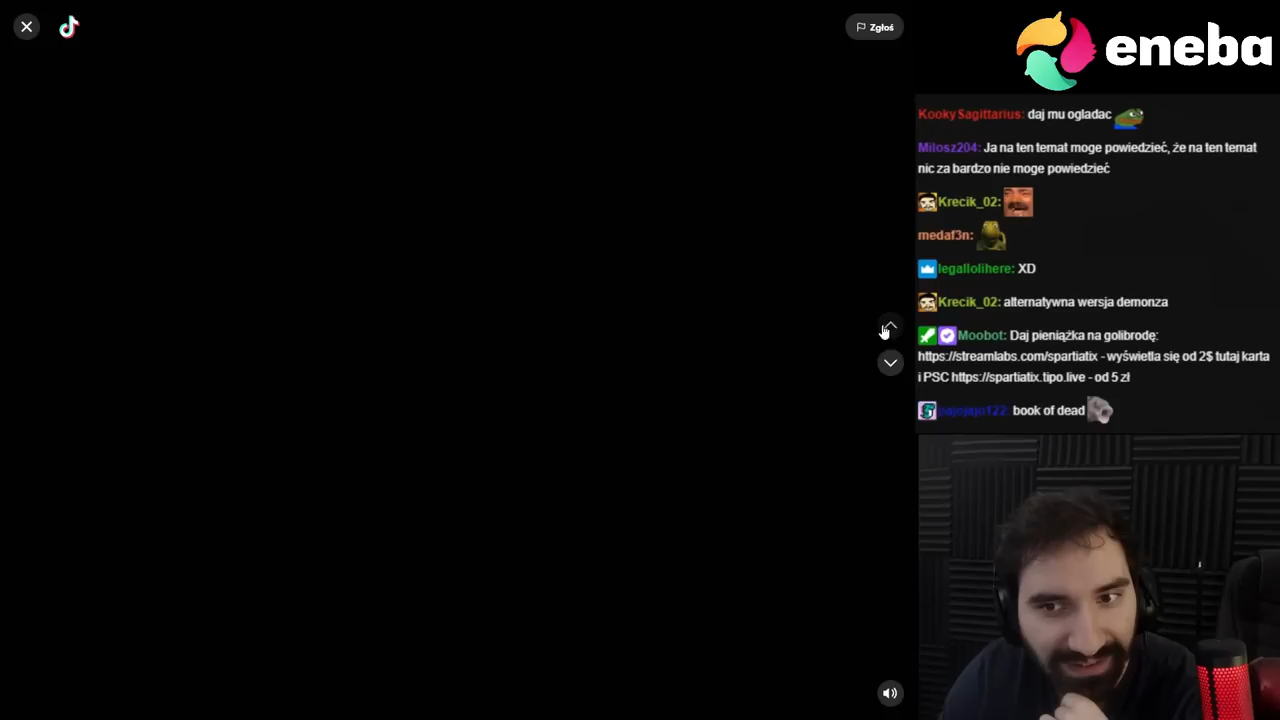 Zgłoś
eneba
KookySagittarius: daj mu ogladac
Milosz204: Ja na ten temat moge powiedzieć, że na ten temat
nic za bardzo nie moge powiedzieć
Krecik_02:
medaf3n:
legallolihere: XD
Krecik_02: alternatywna wersja demonza
Moobot: Daj pieniążka na golibrodę:
https://streamlabs.com/spartiatix - wyświetla się od 2$ tutaj karta
i PSC https://spartiatix.tipo.live - od 5 zł
book of dead